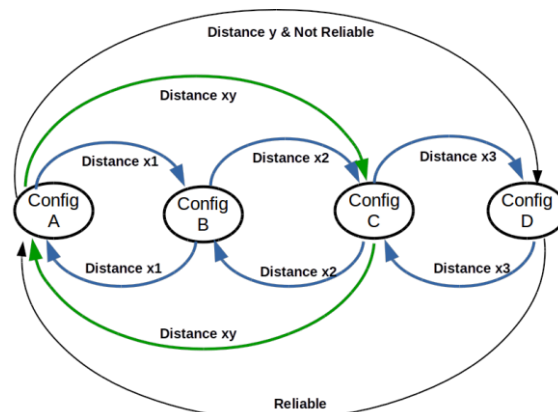 Distance y & Not Reliable
Distance xy
Distance x1
Distance x2
Distance x3
Config
A
Config
B
Config
C
Config
D
Distance x1
Distance x2
Distance x3
Distance xy
Reliable